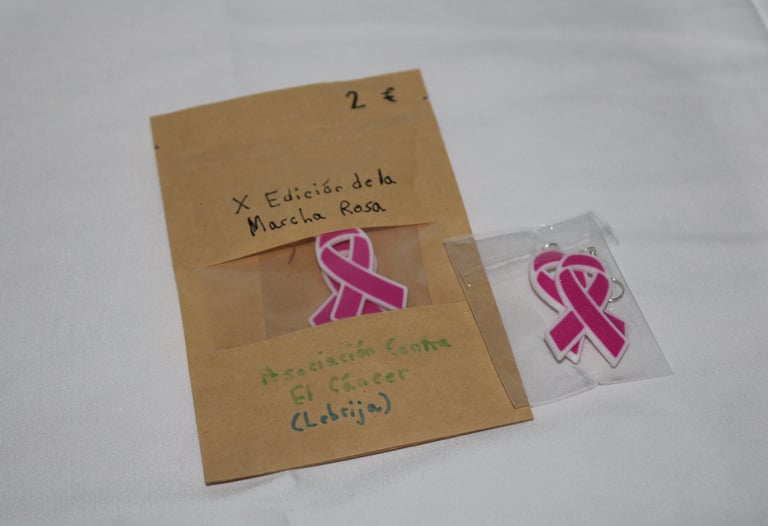 2 €
X Edición de la
Marcha Rosa
Asociación Contra
El Cáncer
(Lebrija)